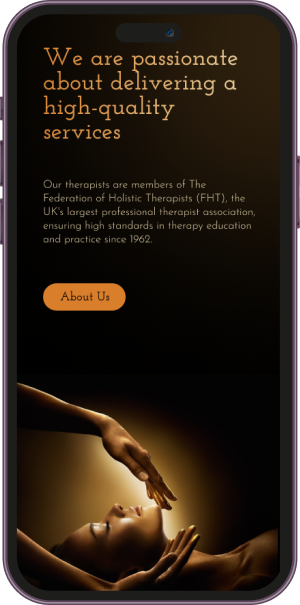 We are passionate
about delivering a
high-quality
services
Our therapists are members of The
Federation of Holistic Therapists (FHT), the
UK's largest professional therapist association,
ensuring high standards in therapy education
and practice since 1962.
About Us